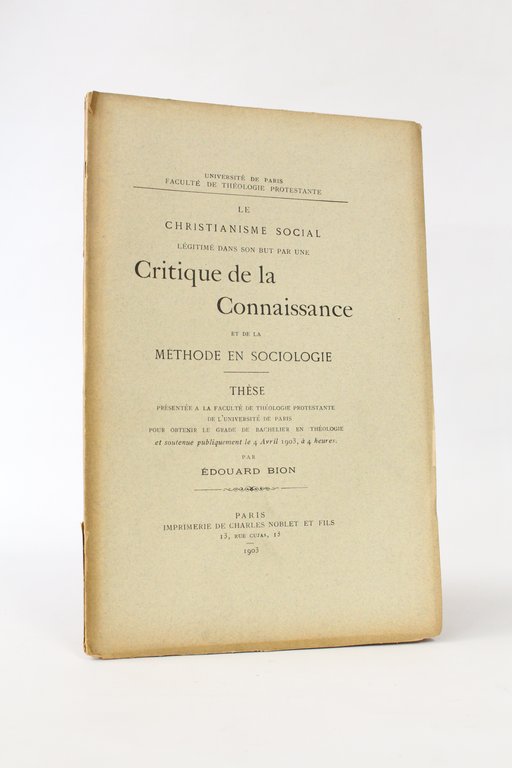 UNIVERSITÉ DE PARIS
FACULTÉ DE THÉOLOGIE PROTESTANTE
LE
CHRISTIANISME SOCIAL
LÉGITIMÉ DANS SON BUT PAR UNE
Critique de la
Connaissance
ET DE LA
MÉTHODE EN SOCIOLOGIE
THÈSE
PRÉSENTÉE A LA FACULTÉ DE THÉOLOGIE PROTESTANTE
DE L'UNIVERSITÉ DE PARIS
POUR OBTENIR LE GRADE DE BACHELIER EN THÉOLOGIE
et soutenue publiquement le 4 Avril 1903, à 4 heures.
PAR
ÉDOUARD BION
PARIS
IMPRIMERIE DE CHARLES NOBLET ET FILS
13, RUE CUJAS, 13
1903